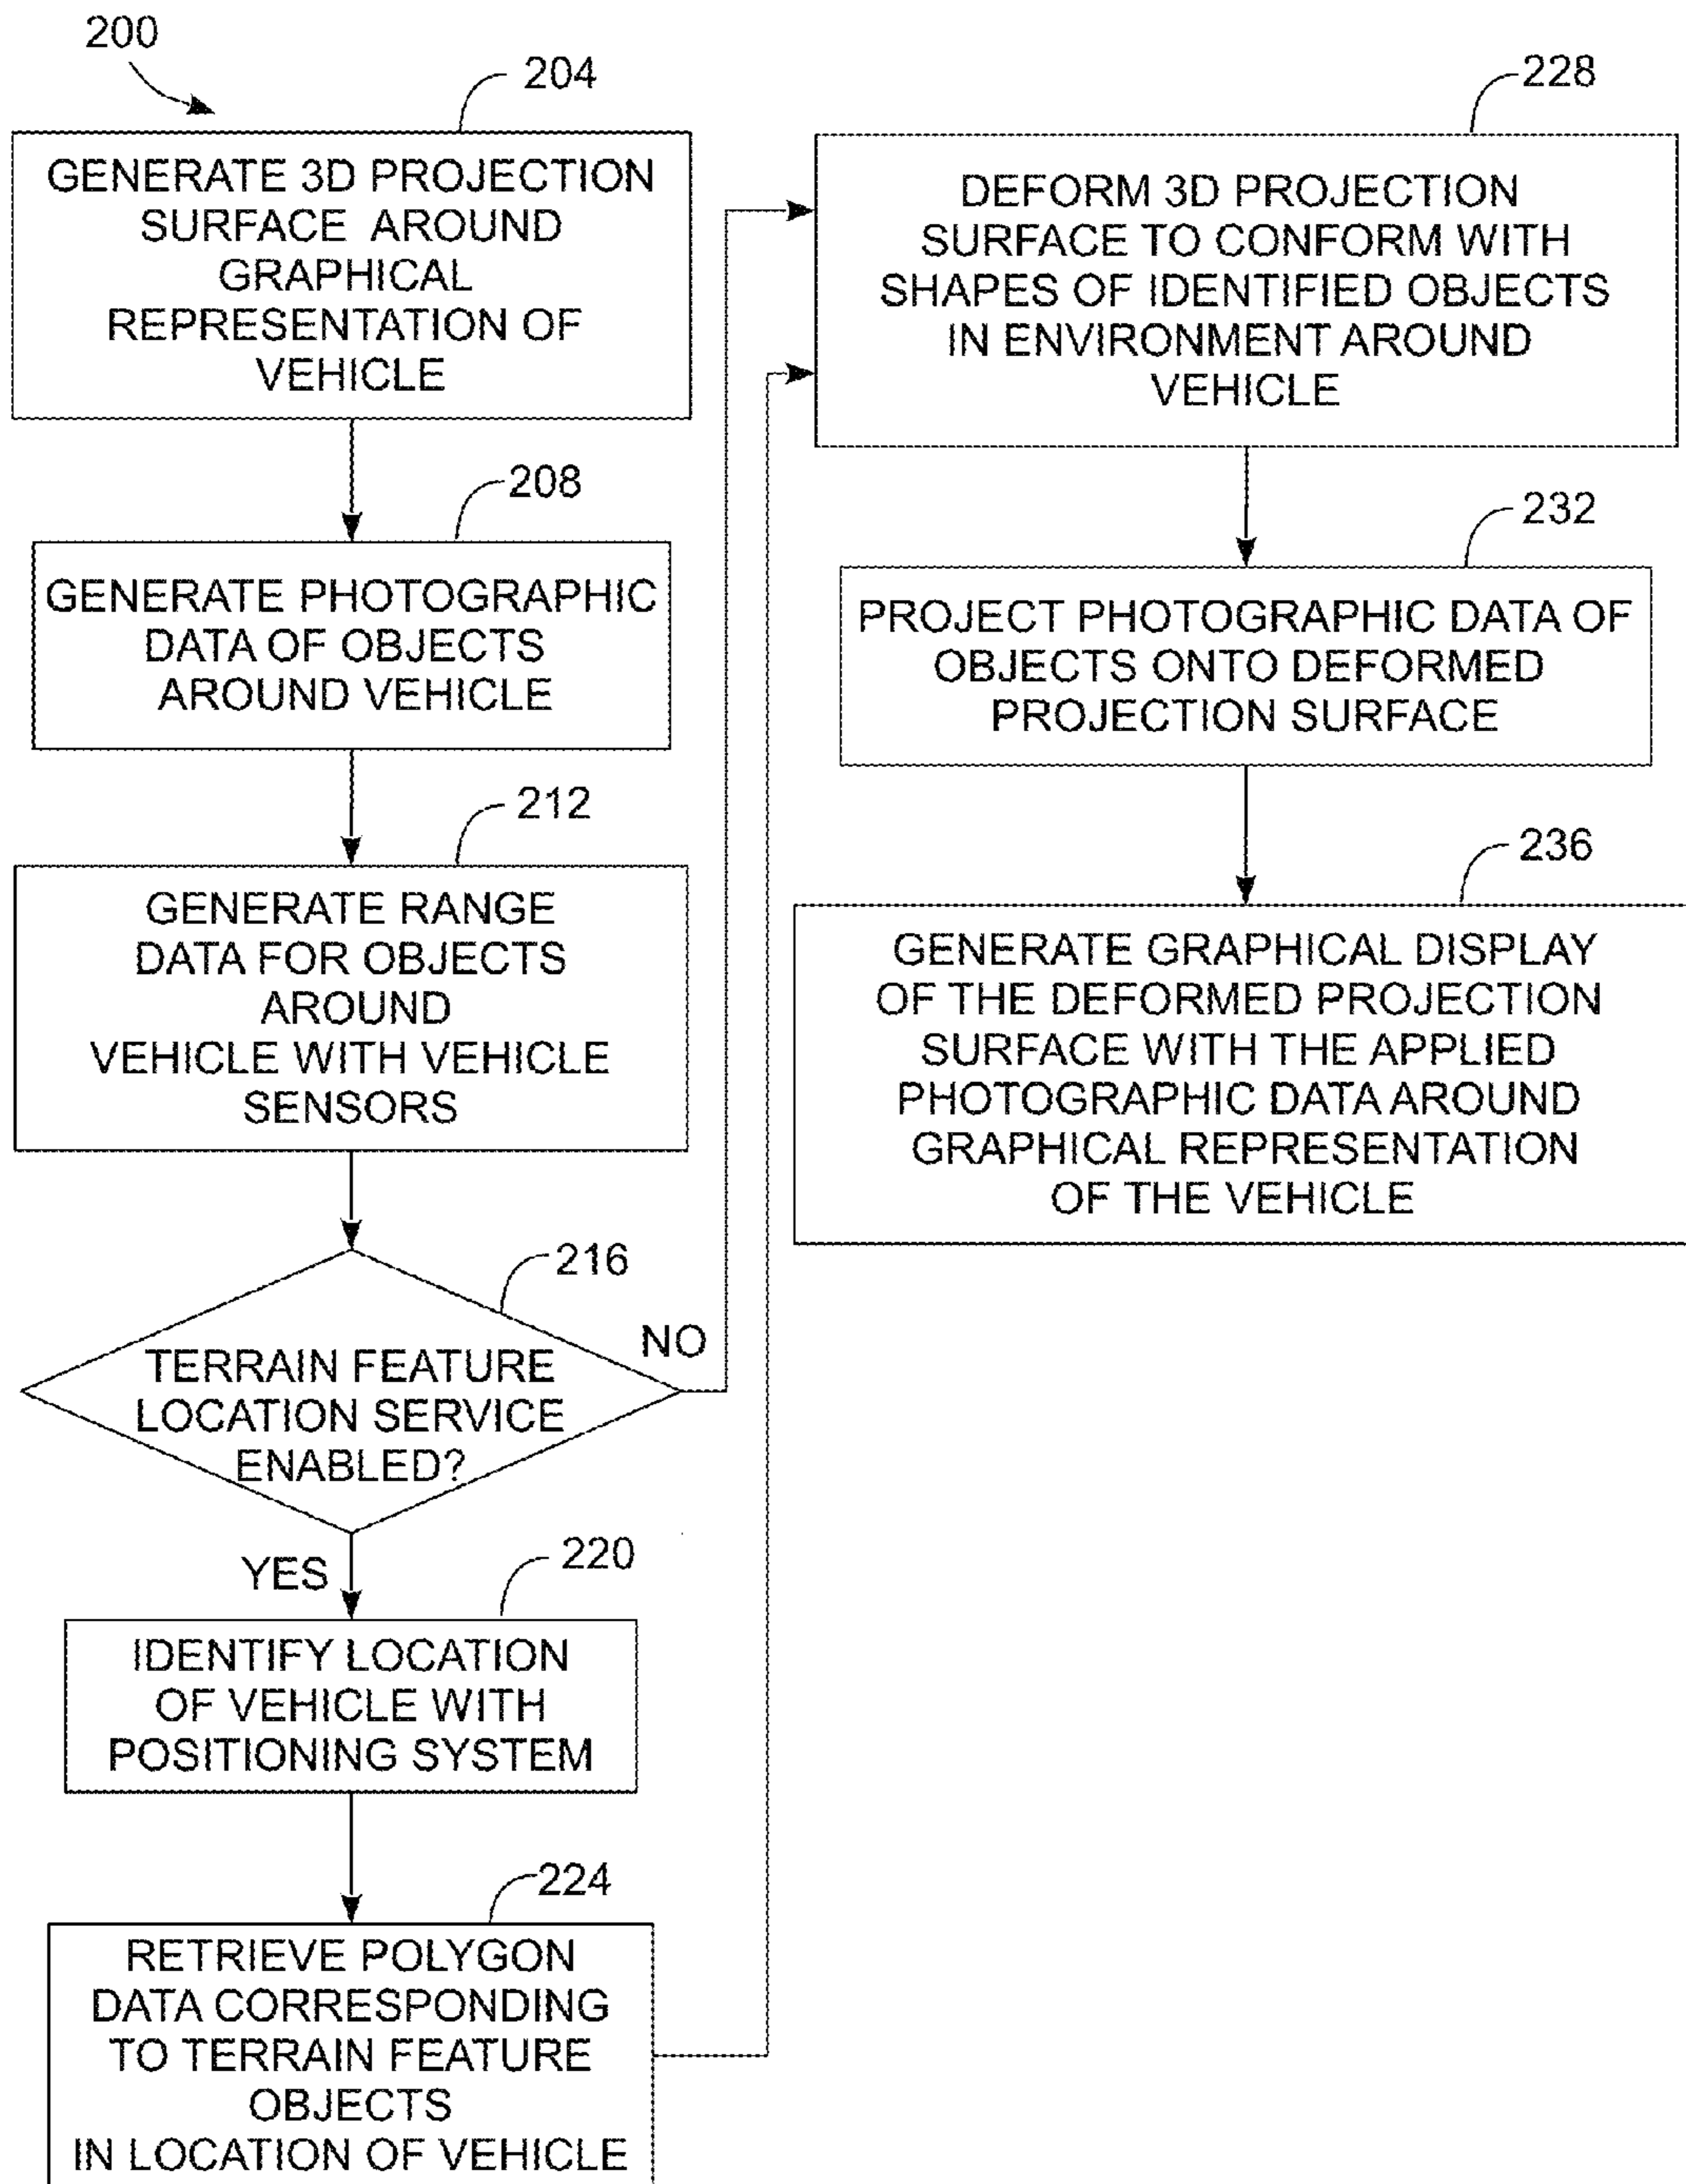 200
204
GENERATE 3D PROJECTION
SURFACE AROUND
GRAPHICAL
REPRESENTATION OF
VEHICLE
208
GENERATE PHOTOGRAPHIC
DATA OF OBJECTS
AROUND VEHICLE
212
GENERATE RANGE
DATA FOR OBJECTS
AROUND
VEHICLE WITH VEHICLE
SENSORS
216
TERRAIN FEATURE
LOCATION SERVICE
ENABLED?
NO
YES
220
IDENTIFY LOCATION
OF VEHICLE WITH
POSITIONING SYSTEM
224
RETRIEVE POLYGON
DATA CORRESPONDING
TO TERRAIN FEATURE
OBJECTS
IN LOCATION OF VEHICLE
228
DEFORM 3D PROJECTION
SURFACE TO CONFORM WITH
SHAPES OF IDENTIFIED OBJECTS
IN ENVIRONMENT AROUND
VEHICLE
232
PROJECT PHOTOGRAPHIC DATA OF
OBJECTS ONTO DEFORMED
PROJECTION SURFACE
236
GENERATE GRAPHICAL DISPLAY
OF THE DEFORMED PROJECTION
SURFACE WITH THE APPLIED
PHOTOGRAPHIC DATA AROUND
GRAPHICAL REPRESENTATION
OF THE VEHICLE